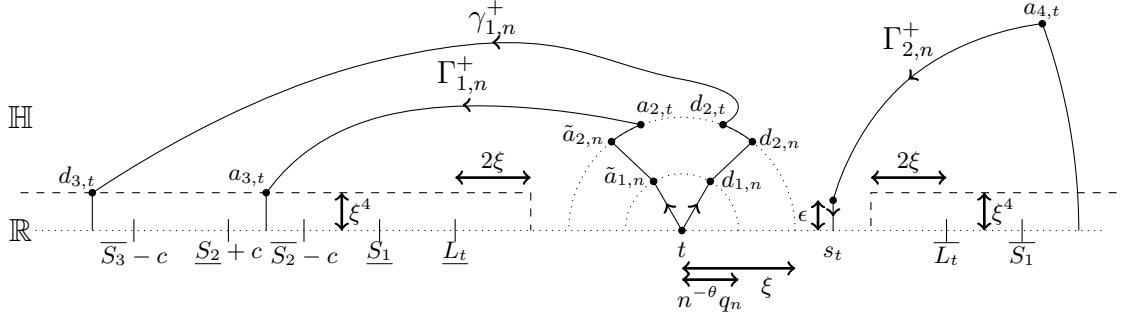 γ⁺₁,ₙ
a₄,ₜ
Γ⁺₁,ₙ
Γ⁺₂,ₙ
ℍ
a₂,ₜ d₂,ₜ
ã₂,ₙ d₂,ₙ
d₃,ₜ a₃,ₜ 2ξ ã₁,ₙ d₁,ₙ 2ξ
ξ⁴ ϵ ξ⁴
ℝ
S̅₃ − c S̲₂ + c S̅₂ − c S̲₁ L̲ₜ t sₜ L̅ₜ S̅₁
n^{−θ}qₙ ξ